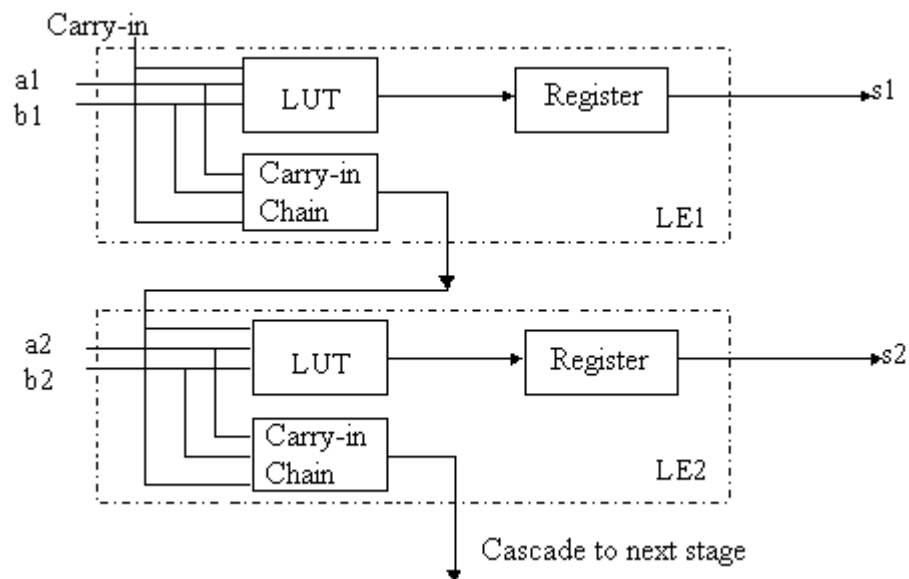 Carry-in
a1
b1
LUT
Register
s1
Carry-in
Chain
LE1
a2
b2
LUT
Register
s2
Carry-in
Chain
LE2
Cascade to next stage